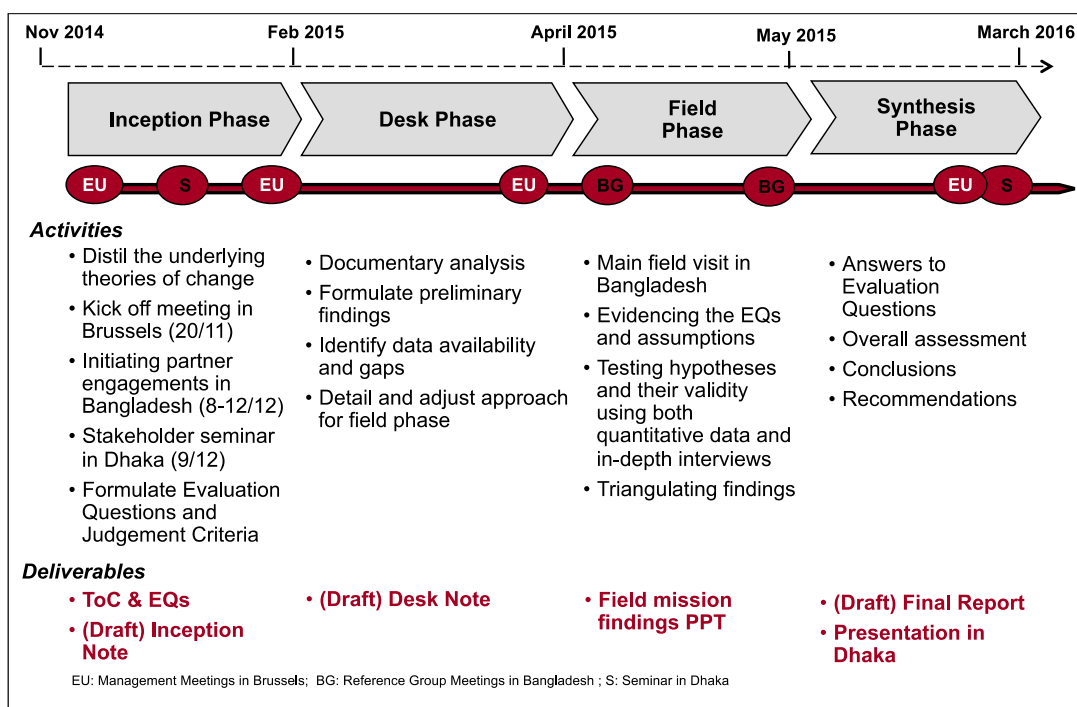 Nov 2014
Feb 2015
April 2015
May 2015
March 2016
Inception Phase
Desk Phase
Field
Phase
Synthesis
Phase
EU
S
EU
EU
BG
BG
EU
S
Activities
• Distil the underlying
theories of change
• Kick off meeting in
Brussels (20/11)
• Initiating partner
engagements in
Bangladesh (8-12/12)
• Stakeholder seminar
in Dhaka (9/12)
• Formulate Evaluation
Questions and
Judgement Criteria
• Documentary analysis
• Formulate preliminary
findings
• Identify data availability
and gaps
• Detail and adjust approach
for field phase
• Main field visit in
Bangladesh
• Evidencing the EQs
and assumptions
• Testing hypotheses
and their validity
using both
quantitative data and
in-depth interviews
• Triangulating findings
• Answers to
Evaluation
Questions
• Overall assessment
• Conclusions
• Recommendations
Deliverables
• ToC & EQs
• (Draft) Inception
Note
• (Draft) Desk Note
• Field mission
findings PPT
• (Draft) Final Report
• Presentation in
Dhaka
EU: Management Meetings in Brussels; BG: Reference Group Meetings in Bangladesh ; S: Seminar in Dhaka